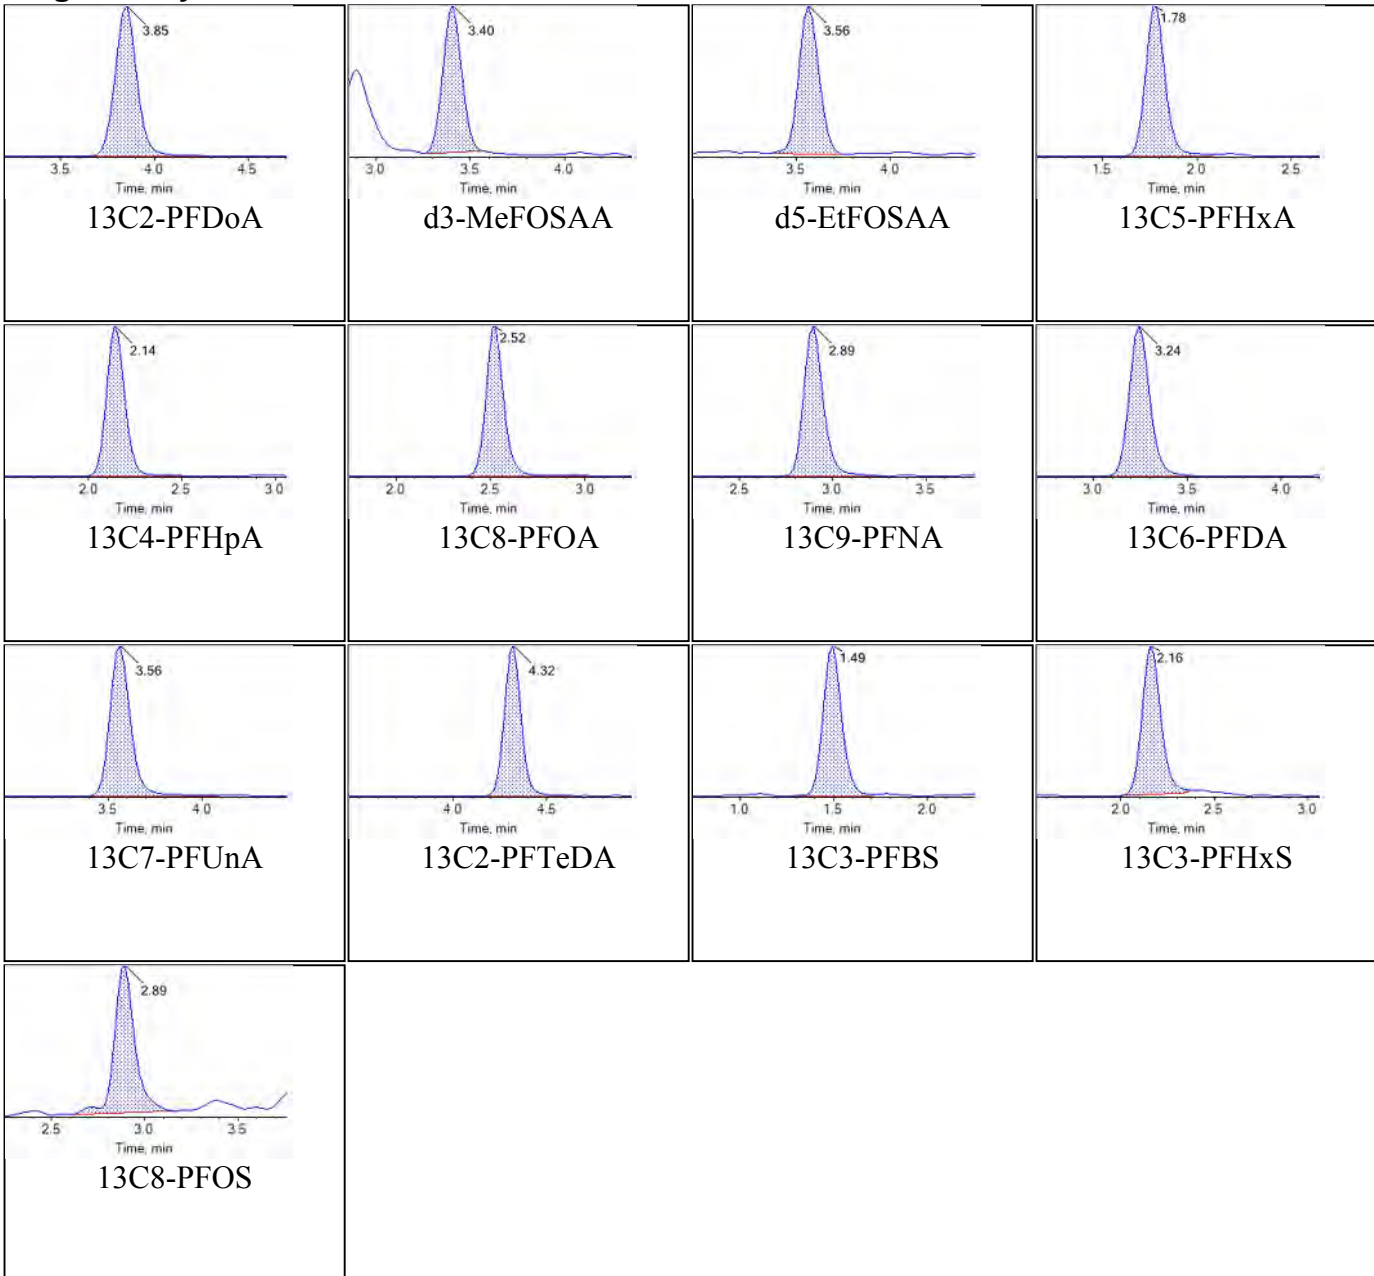 3.85
3.5 4.0 4.5
Time, min
13C2-PFDoA
3.40
3.0 3.5 4.0
Time, min
d3-MeFOSAA
3.56
3.5 4.0
Time, min
d5-EtFOSAA
1.78
1.5 2.0 2.5
Time, min
13C5-PFHxA
2.14
2.0 2.5 3.0
Time, min
13C4-PFHpA
2.52
2.0 2.5 3.0
Time, min
13C8-PFOA
2.89
2.5 3.0 3.5
Time, min
13C9-PFNA
3.24
3.0 3.5 4.0
Time, min
13C6-PFDA
3.56
3.5 4.0
Time, min
13C7-PFUnA
4.32
4.0 4.5
Time, min
13C2-PFTeDA
1.49
1.0 1.5 2.0
Time, min
13C3-PFBS
2.16
2.0 2.5 3.0
Time, min
13C3-PFHxS
2.89
2.5 3.0 3.5
Time, min
13C8-PFOS